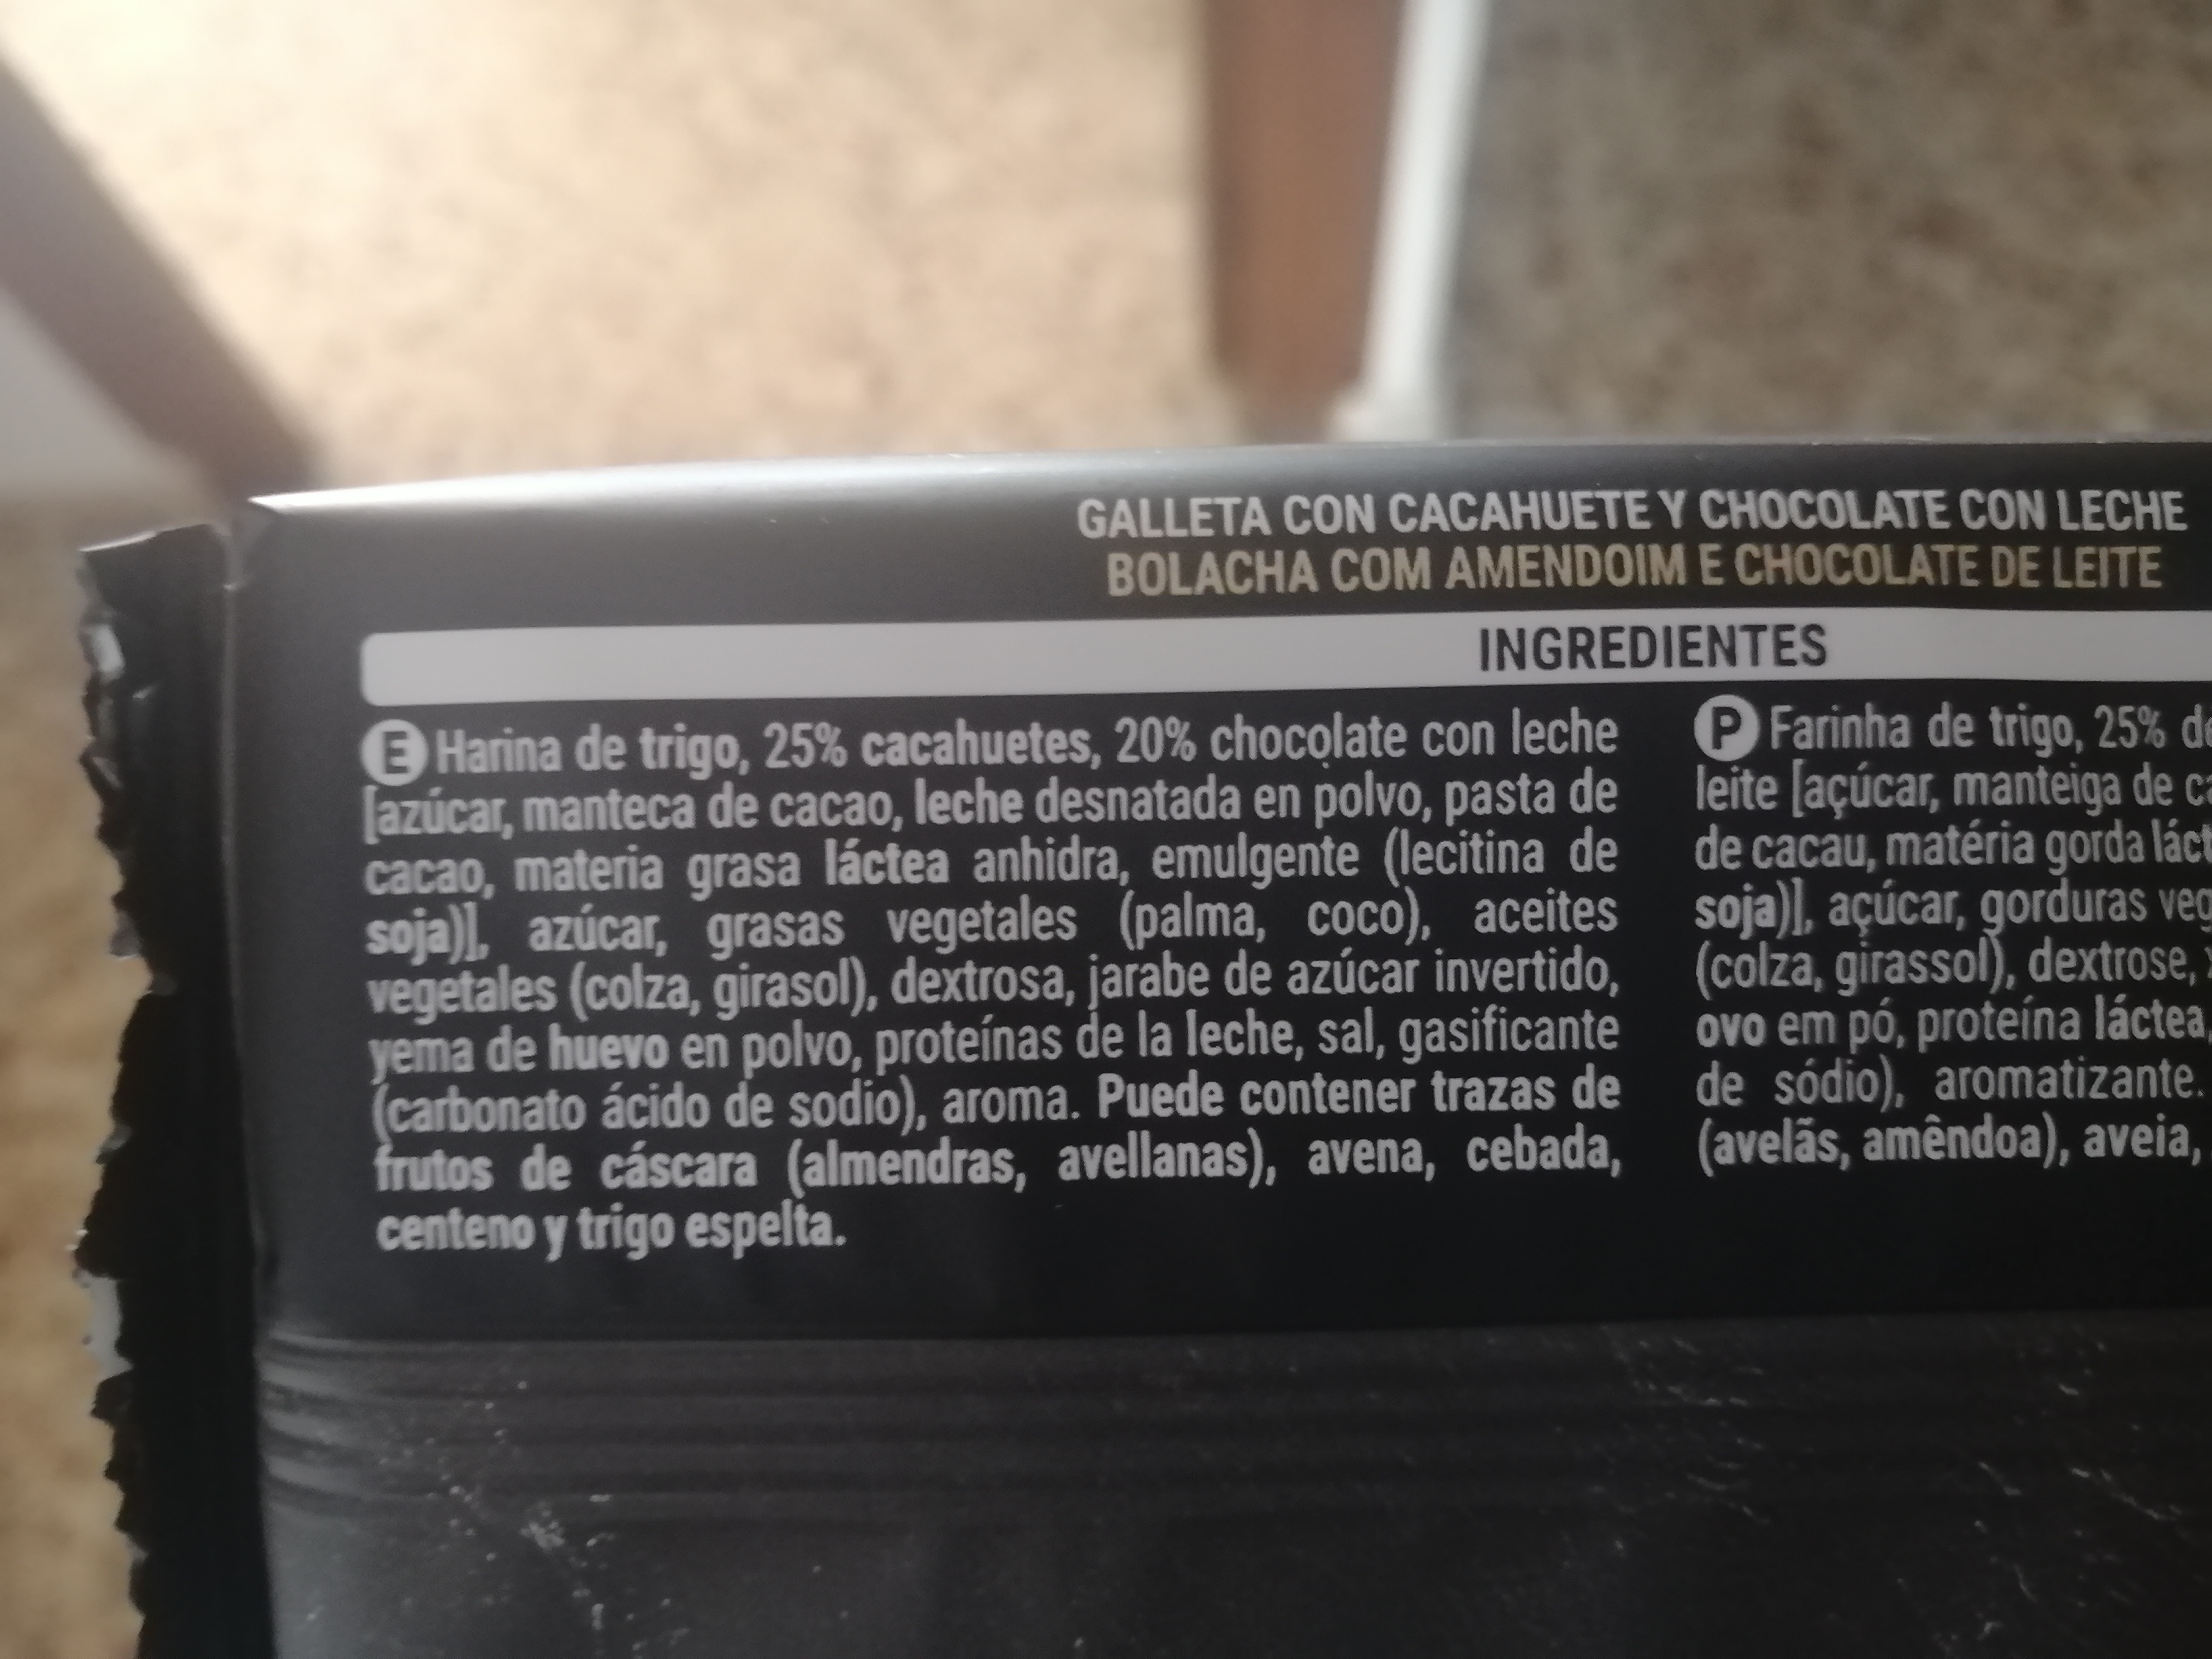 GALLETA CON CACAHUETE Y CHOCOLATE CON LECHE
BOLACHA COM AMENDOIM E CHOCOLATE DE LEITE
INGREDIENTES
E Harina de trigo, 25% cacahuetes, 20% chocolate con leche
[azúcar, manteca de cacao, leche desnatada en polvo, pasta de
cacao, materia grasa láctea anhidra, emulgente (lecitina de
soja)], azúcar, grasas vegetales (palma, coco), aceites
vegetales (colza, girasol), dextrosa, jarabe de azúcar invertido,
yema de huevo en polvo, proteínas de la leche, sal, gasificante
(carbonato ácido de sodio), aroma. Puede contener trazas de
frutos de cáscara (almendras, avellanas), avena, cebada,
centeno y trigo espelta.
P Farinha de trigo, 25% d
leite [açúcar, manteiga de
de cacau, matéria gorda
soja)], açúcar, gorduras
(colza, girassol), dextrose,
ovo em pó, proteína láctea,
de sódio), aromatizante.
(avelãs, amêndoa), aveia,